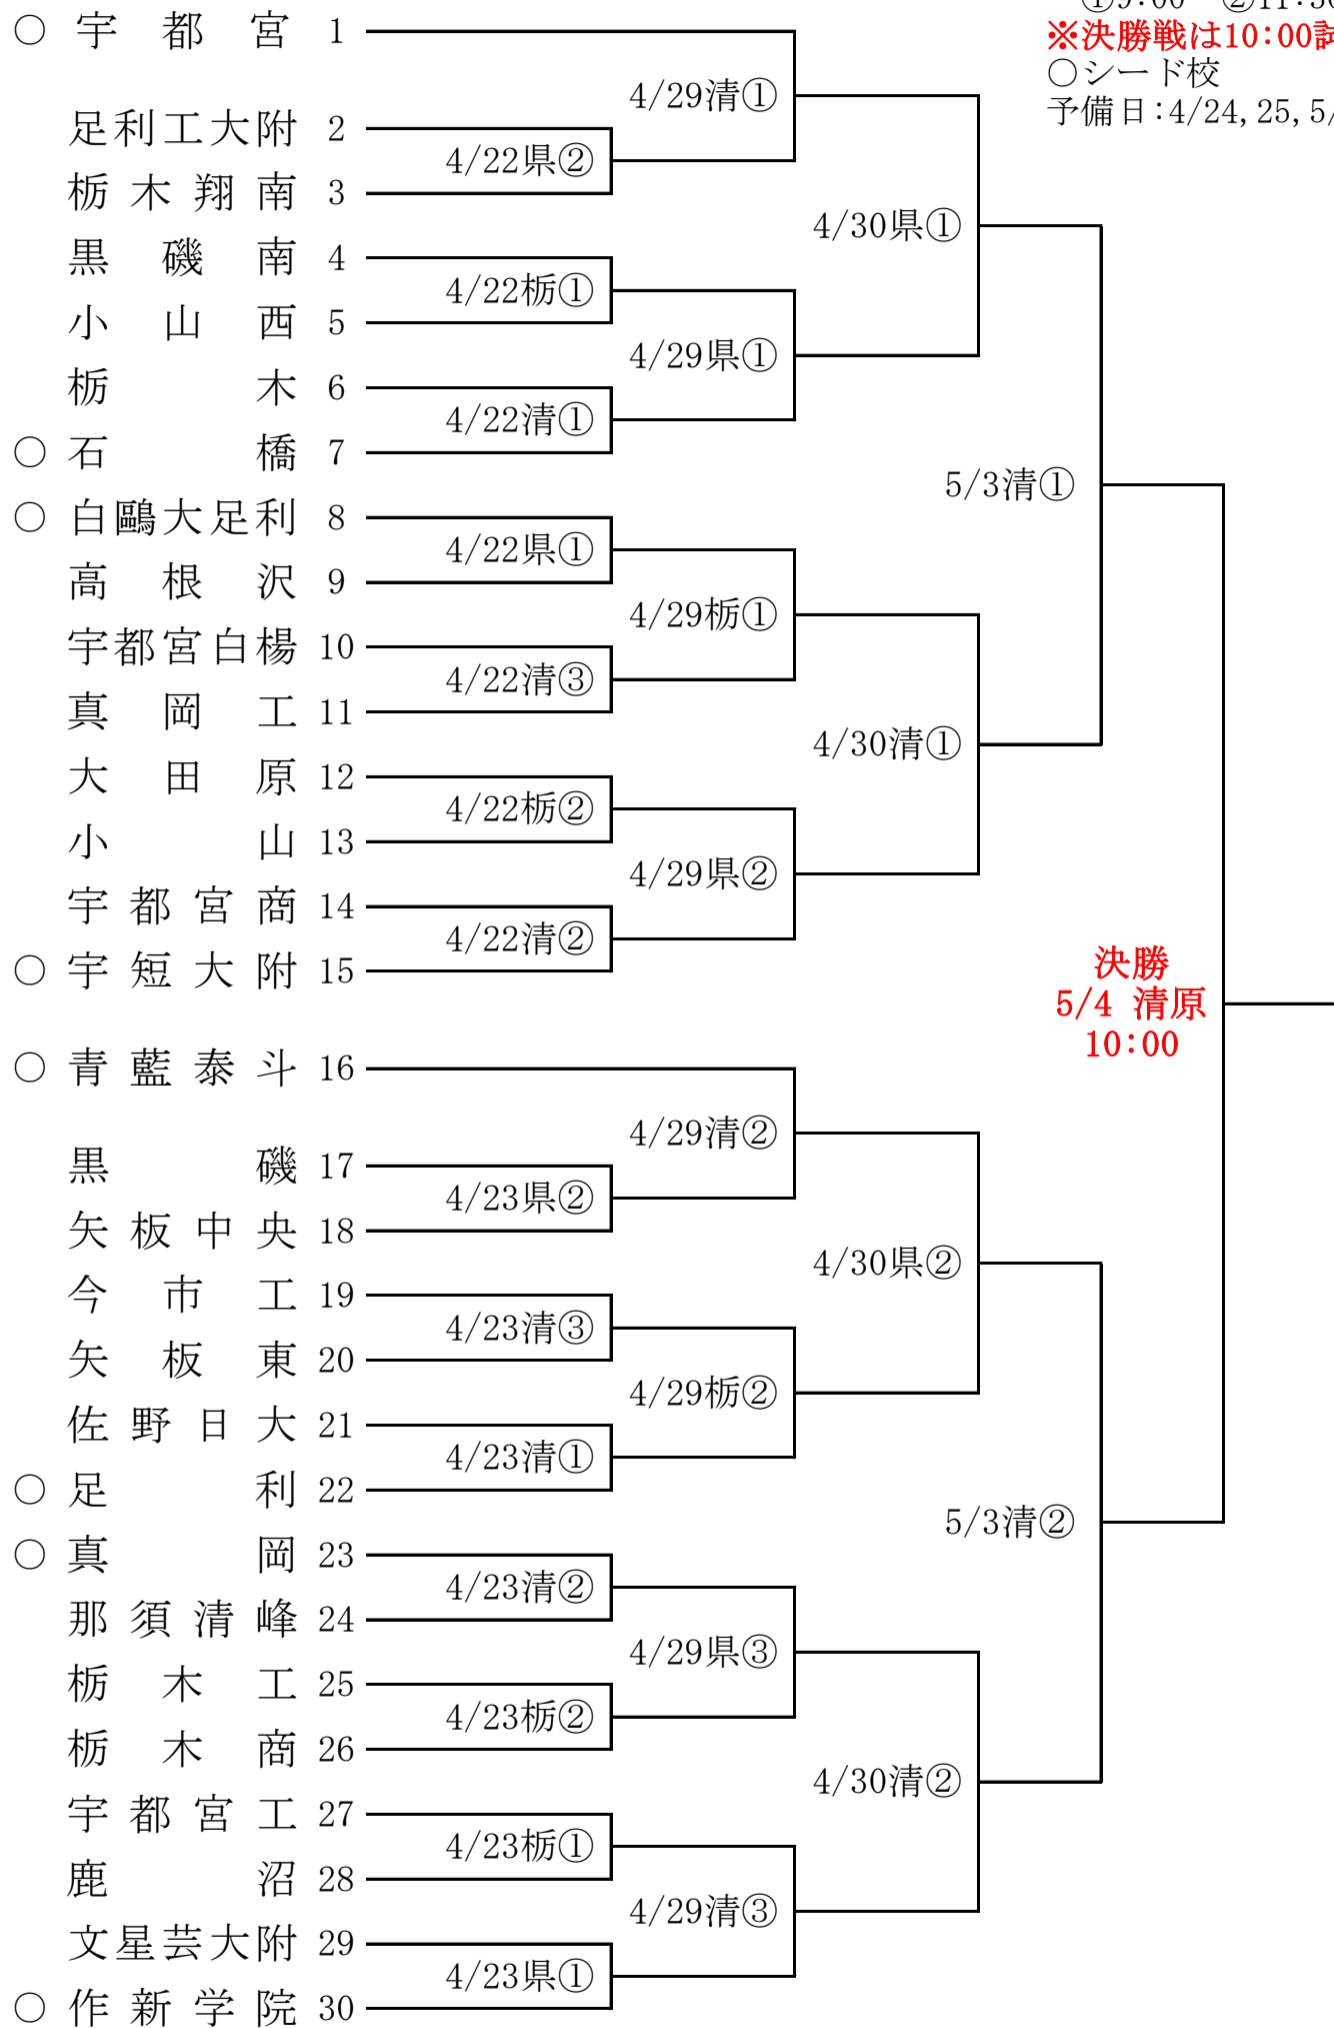 ①9:00 ②11:30
※決勝戦は10:00試
○シード校
予備日:4/24,25,5/
○ 宇都宮 1
足利工大附 2
栃木翔南 3
黒磯南 4
小山西 5
栃木 6
○ 石橋 7
○ 白鷗大足利 8
高根沢 9
宇都宮白楊 10
真岡工 11
大田原 12
小山 13
宇都宮商 14
○ 宇短大附 15
○ 青藍泰斗 16
黒磯 17
矢板中央 18
今市工 19
矢板東 20
佐野日大 21
○ 足利 22
○ 真岡 23
那須清峰 24
栃木工 25
栃木商 26
宇都宮工 27
鹿沼 28
文星芸大附 29
○ 作新学院 30
4/22県②
4/22栃①
4/22清①
4/22県①
4/22清③
4/22栃②
4/22清②
4/23県②
4/23清③
4/23清①
4/23清②
4/23栃②
4/23栃①
4/23県①
4/29清①
4/29県①
4/29栃①
4/29県②
4/29清②
4/29栃②
4/29県③
4/29清③
4/30県①
4/30清①
4/30県②
4/30清②
5/3清①
5/3清②
決勝
5/4 清原
10:00